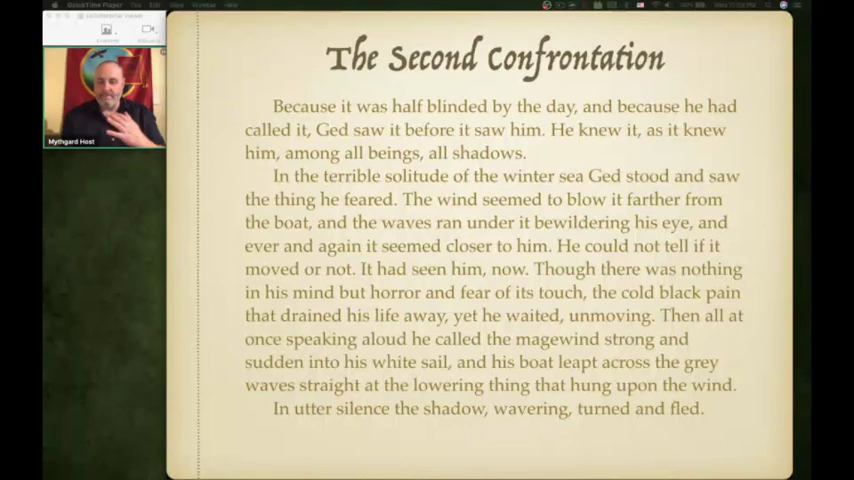 QuickTime Player
The Second Confrontation
Because it was half blinded by the day, and because he had
called it, Ged saw it before it saw him. He knew it, as it knew
him, among all beings, all shadows.
In the terrible solitude of the winter sea Ged stood and saw
the thing he feared. The wind seemed to blow it farther from
the boat, and the waves ran under it bewildering his eye, and
ever and again it seemed closer to him. He could not tell if it
moved or not. It had seen him, now. Though there was nothing
in his mind but horror and fear of its touch, the cold black pain
that drained his life away, yet he waited, unmoving. Then all at
once speaking aloud he called the magewind strong and
sudden into his white sail, and his boat leapt across the grey
waves straight at the lowering thing that hung upon the wind.
In utter silence the shadow, wavering, turned and fled.
Mythgard Host